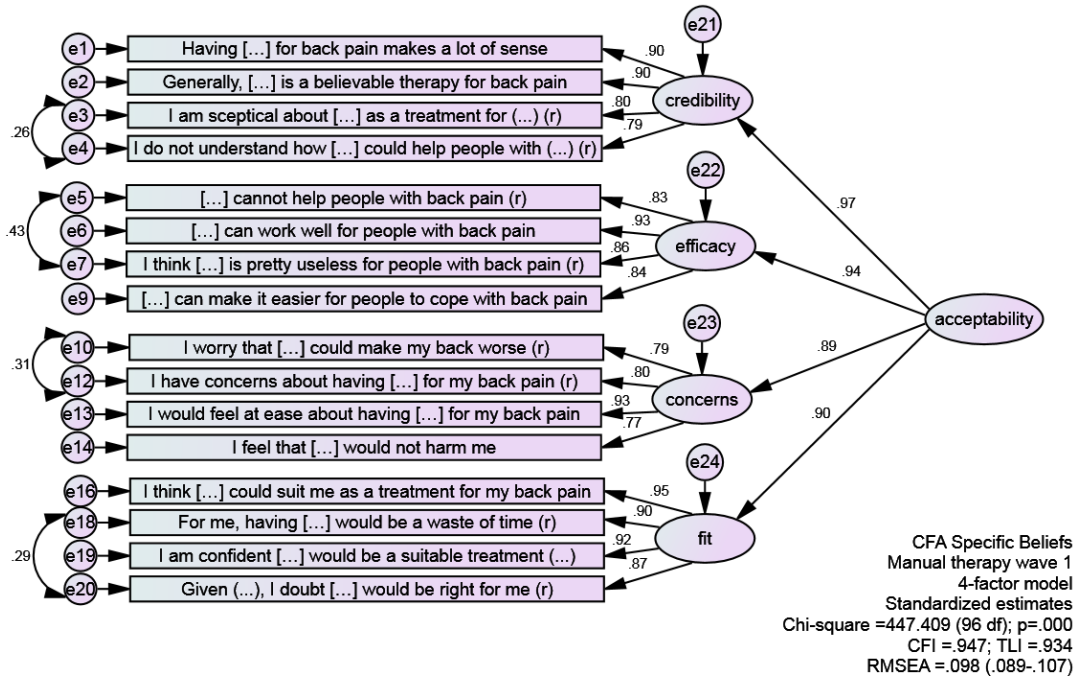 e21
e1
Having [...] for back pain makes a lot of sense
.90
e2
Generally, [...] is a believable therapy for back pain
.90
credibility
e3
I am sceptical about [...] as a treatment for (...) (r)
.80
.26
e4
I do not understand how [...] could help people with (...) (r)
.79
e22
e5
[...] cannot help people with back pain (r)
.83
.97
.43
e6
[...] can work well for people with back pain
.93
efficacy
e7
I think [...] is pretty useless for people with back pain (r)
.86
.94
e9
[...] can make it easier for people to cope with back pain
.84
acceptability
e23
e10
I worry that [...] could make my back worse (r)
.79
.89
.31
e12
I have concerns about having [...] for my back pain (r)
.80
concerns
e13
I would feel at ease about having [...] for my back pain
.93
.90
e14
I feel that [...] would not harm me
.77
e24
e16
I think [...] could suit me as a treatment for my back pain
.95
e18
For me, having [...] would be a waste of time (r)
.90
fit
.29
e19
I am confident [...] would be a suitable treatment (...)
.92
e20
Given (...), I doubt [...] would be right for me (r)
.87
CFA Specific Beliefs
Manual therapy wave 1
4-factor model
Standardized estimates
Chi-square =447.409 (96 df); p=.000
CFI =.947; TLI =.934
RMSEA =.098 (.089-.107)